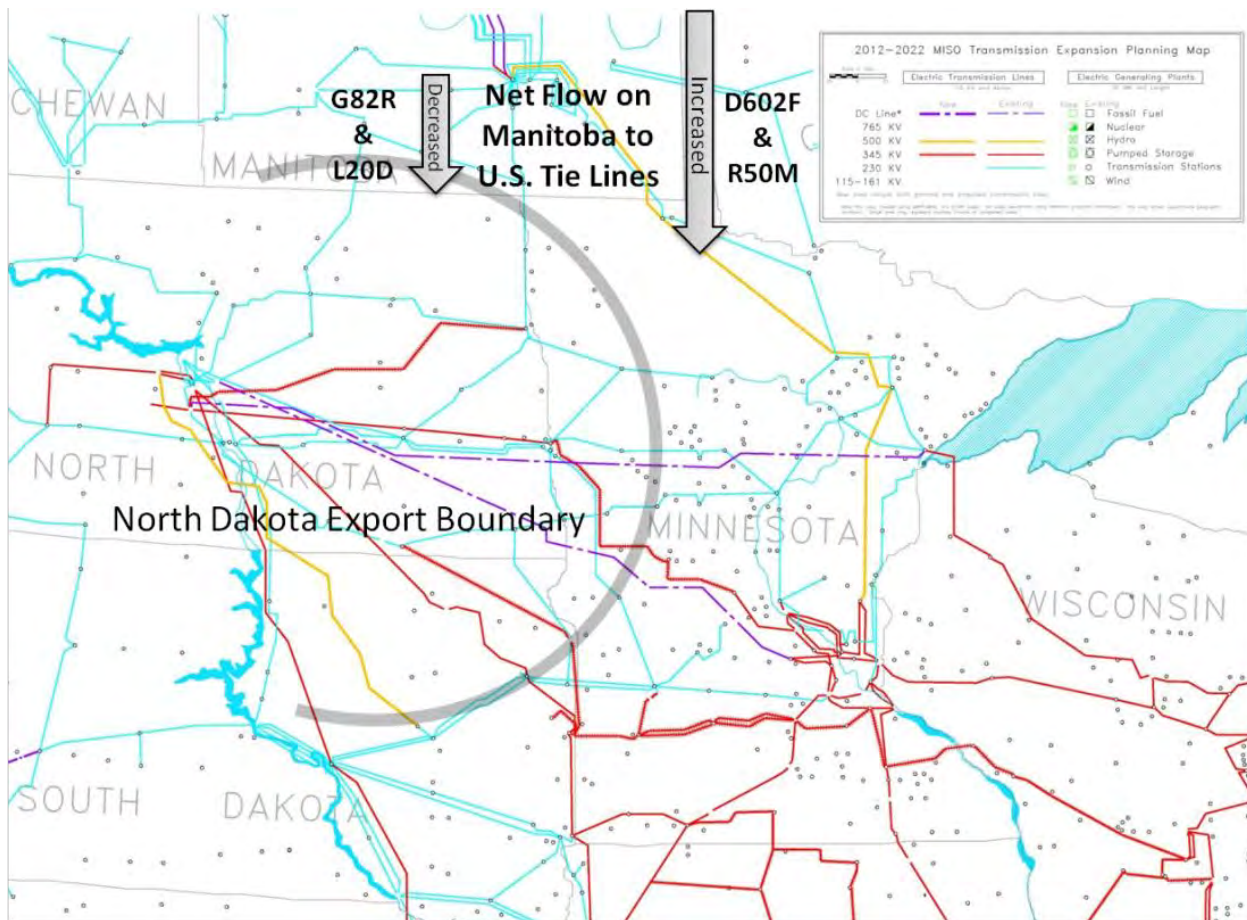 2012-2022 MISO Transmission Expansion Planning Map
Electric Transmission Lines
Electric Generating Plants
New
Existing
New Existing
DC Line*
765 KV
500 KV
345 KV
230 KV
115-161 KV
Fossil Fuel
Nuclear
Hydro
Pumped Storage
Transmission Stations
Wind
CHEWAN
MANITOBA
G82R
&
L20D
Decreased
Net Flow on
Manitoba to
U.S. Tie Lines
Increased
D602F
&
R50M
NORTH DAKOTA
North Dakota Export Boundary
MINNESOTA
WISCONSIN
SOUTH DAKOTA